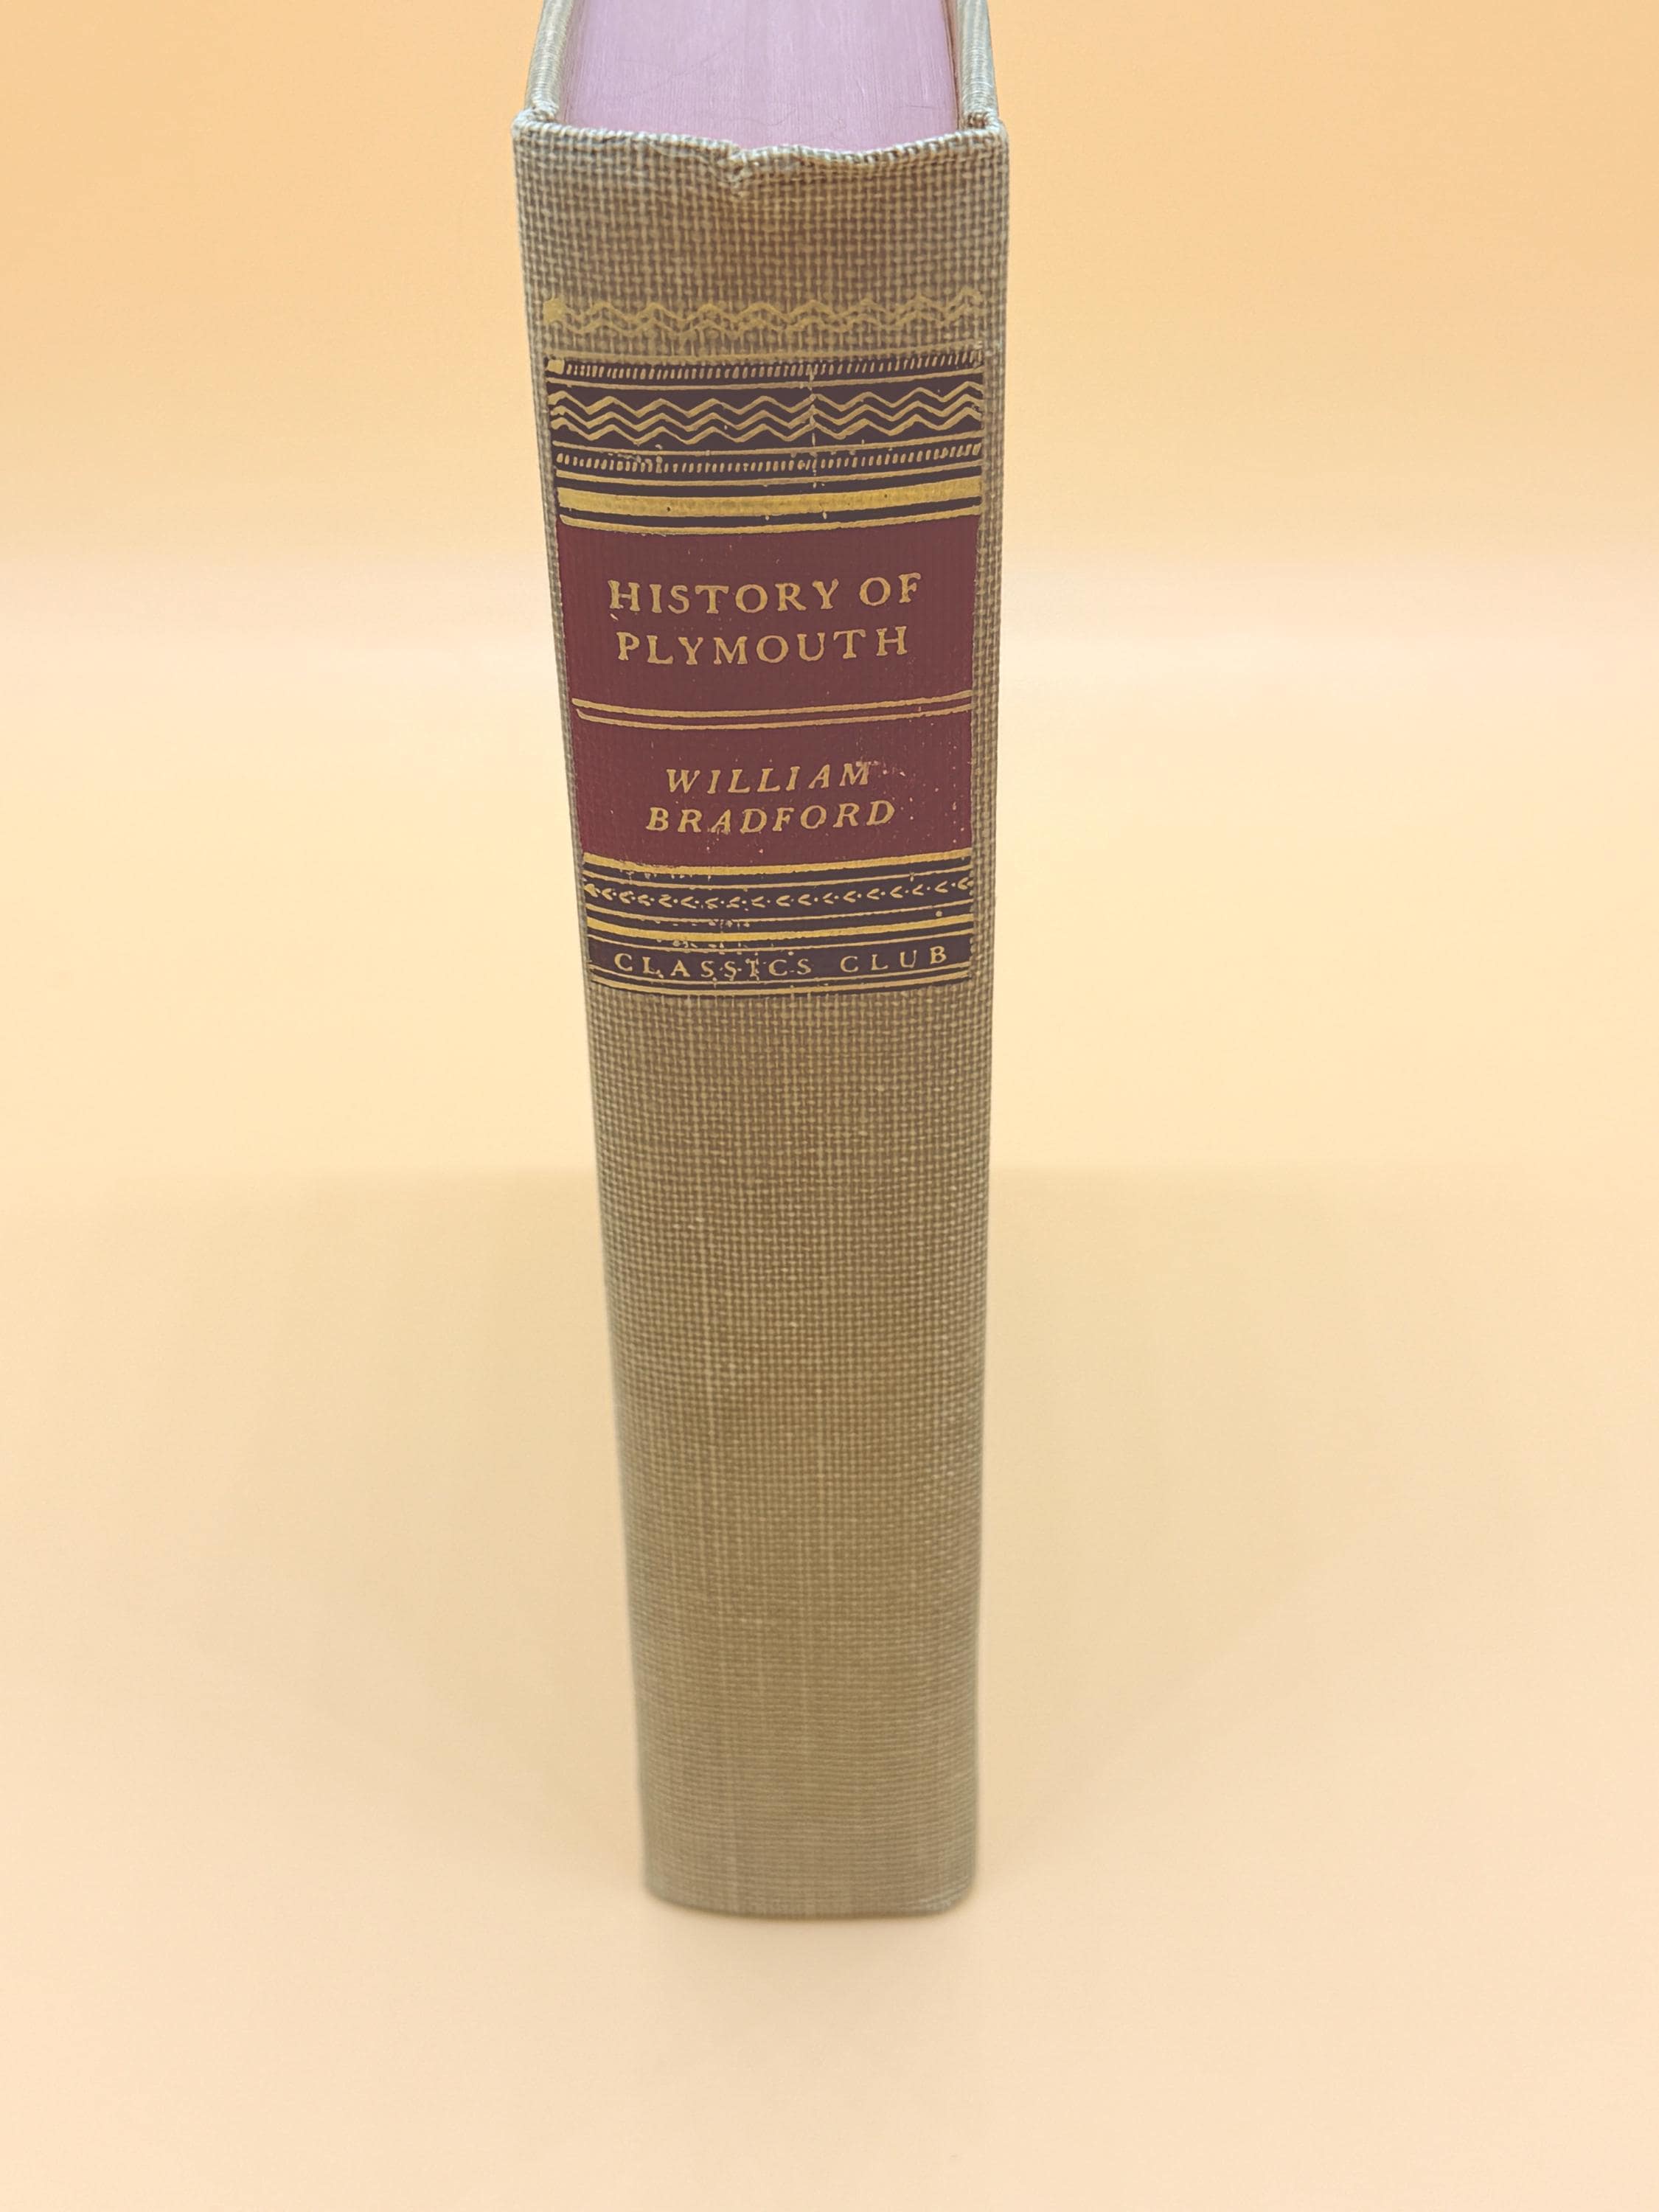 HISTORY OF
PLYMOUTH
WILLIAM
BRADFORD
CLASSICS CLUB